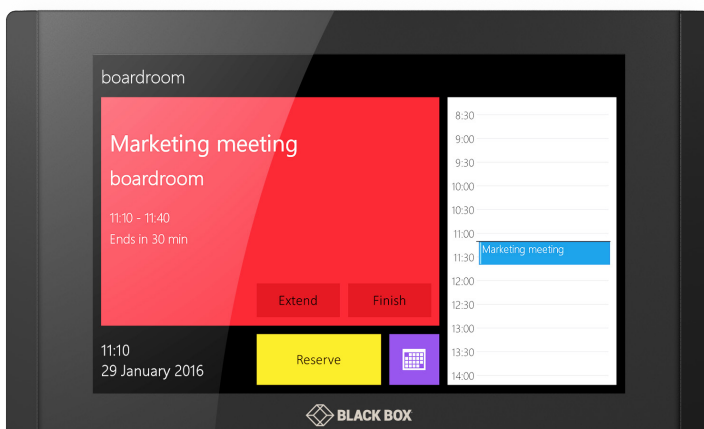 boardroom
Marketing meeting
boardroom
11:10 - 11:40
Ends in 30 min
Extend
Finish
11:10
29 January 2016
Reserve
8:30
9:00
9:30
10:00
10:30
11:00
11:30
Marketing meeting
12:00
12:30
13:00
13:30
14:00
BLACK BOX